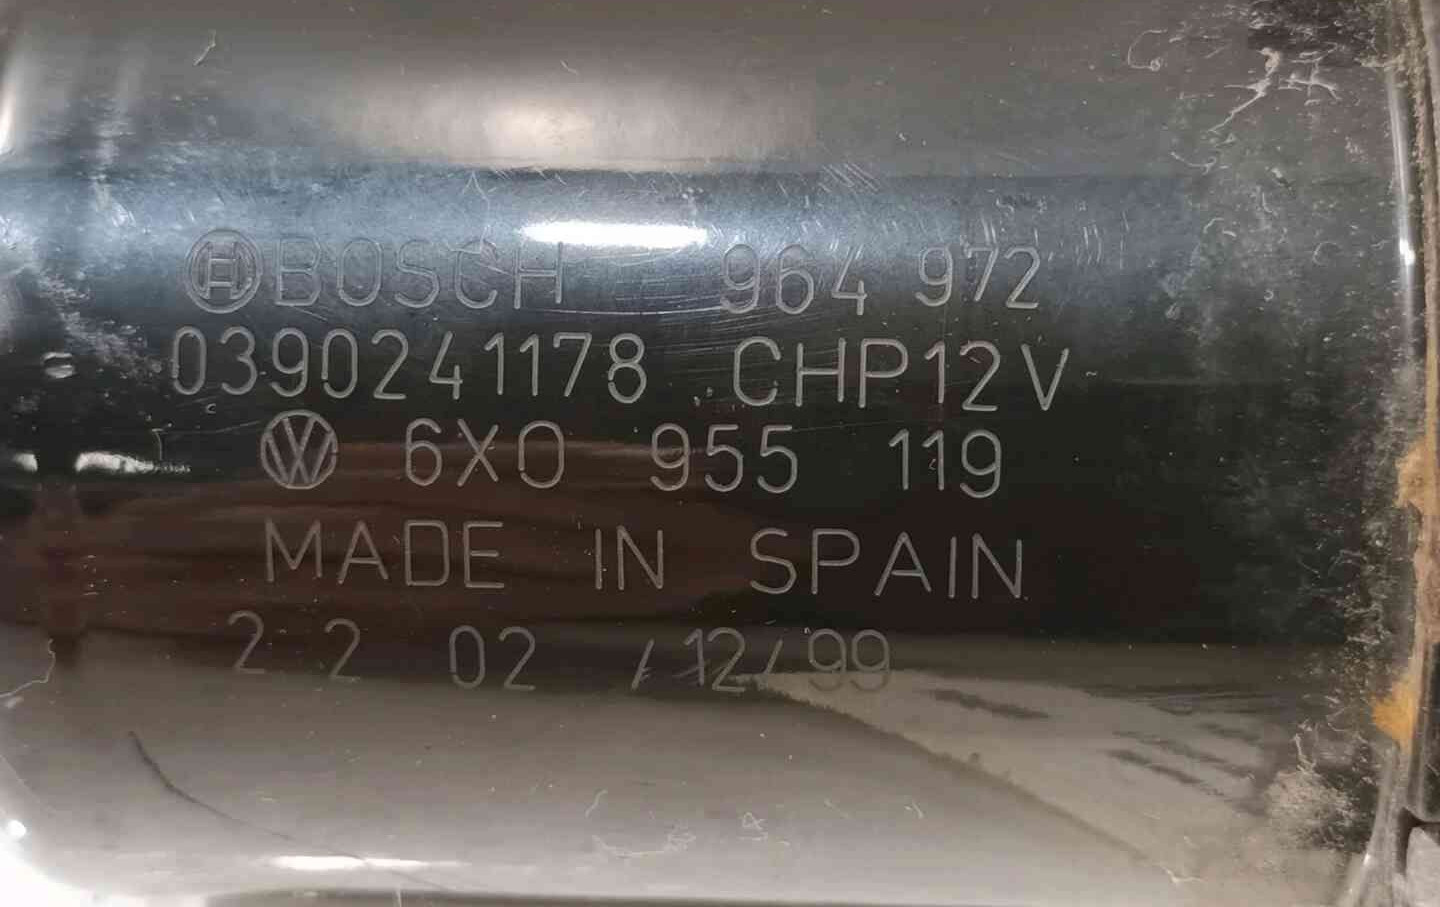 BOSCH 964 972
0390241178 CHP12V
6X0 955 119
MADE IN SPAIN
2 2 02 /12/99